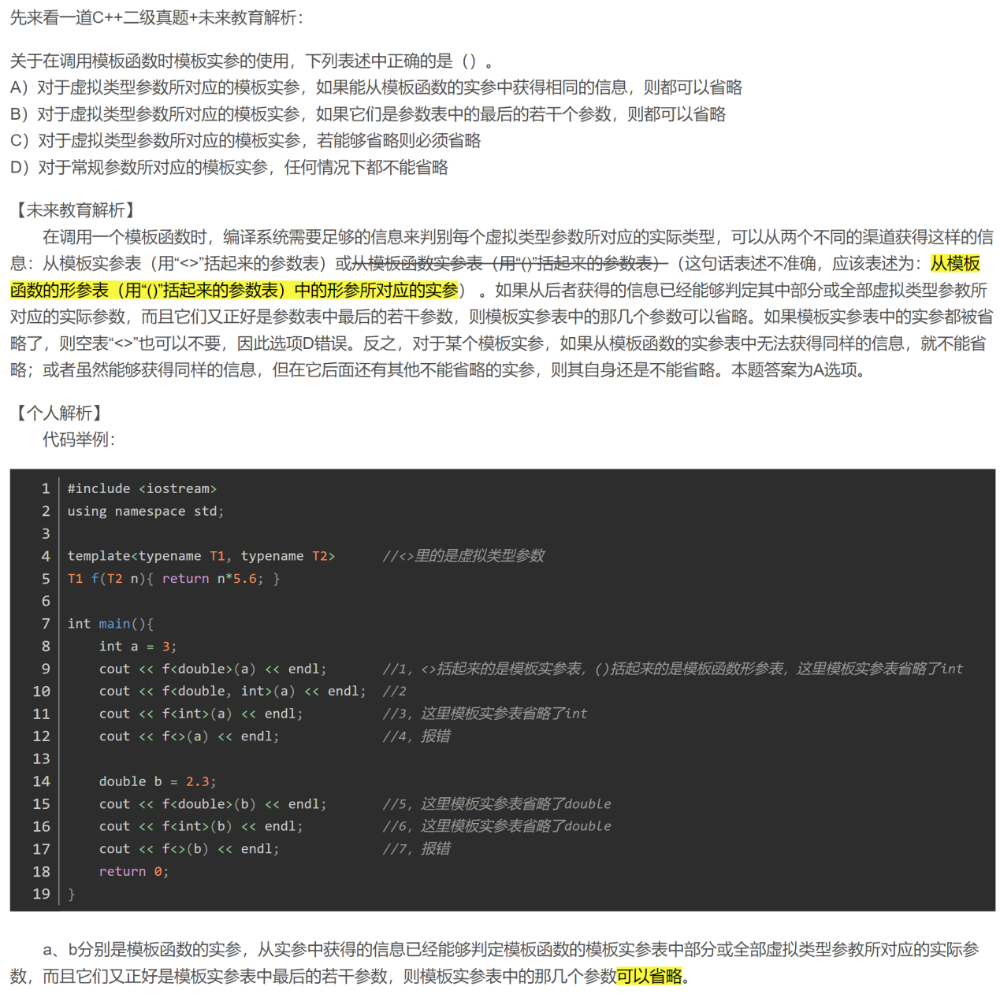 先来看一道C++二级真题+未来教育解析：
关于在调用模板函数时模板实参的使用，下列表述中正确的是（）。
A）对于虚拟类型参数所对应的模板实参，如果能从模板函数的实参中获得相同的信息，则都可以省略
B）对于虚拟类型参数所对应的模板实参，如果它们是参数表中的最后的若干个参数，则都可以省略
C）对于虚拟类型参数所对应的模板实参，若能够省略则必须省略
D）对于常规参数所对应的模板实参，任何情况下都不能省略
【未来教育解析】
在调用一个模板函数时，编译系统需要足够的信息来判别每个虚拟类型参数所对应的实际类型，可以从两个不同的渠道获得这样的信
息：从模板实参表（用“<>”括起来的参数表）或从模板函数实参表（用“()”括起来的参数表）（这句话表述不准确，应该表述为：从模板
函数的形参表（用“()”括起来的参数表）中的形参所对应的实参） 。如果从后者获得的信息已经能够判定其中部分或全部虚拟类型参教所
对应的实际参数，而且它们又正好是参数表中最后的若干参数，则模板实参表中的那几个参数可以省略。如果模板实参表中的实参都被省
略了，则空表“<>”也可以不要，因此选项D错误。反之，对于某个模板实参，如果从模板函数的实参表中无法获得同样的信息，就不能省
略；或者虽然能够获得同样的信息，但在它后面还有其他不能省略的实参，则其自身还是不能省略。本题答案为A选项。
【个人解析】
代码举例：
1 #include <iostream>
2 using namespace std;
3
4 template<typename T1, typename T2> //<>里的是虚拟类型参数
5 T1 f(T2 n){ return n*5.6; }
6
7 int main(){
8 int a = 3;
9 cout << f<double>(a) << endl; //1，<>括起来的是模板实参表，()括起来的是模板函数形参表，这里模板实参表省略了int
10 cout << f<double, int>(a) << endl; //2
11 cout << f<int>(a) << endl; //3，这里模板实参表省略了int
12 cout << f<>(a) << endl; //4，报错
13
14 double b = 2.3;
15 cout << f<double>(b) << endl; //5，这里模板实参表省略了double
16 cout << f<int>(b) << endl; //6，这里模板实参表省略了double
17 cout << f<>(b) << endl; //7，报错
18 return 0;
19 }
a、b分别是模板函数的实参，从实参中获得的信息已经能够判定模板函数的模板实参表中部分或全部虚拟类型参教所对应的实际参
数，而且它们又正好是模板实参表中最后的若干参数，则模板实参表中的那几个参数可以省略。